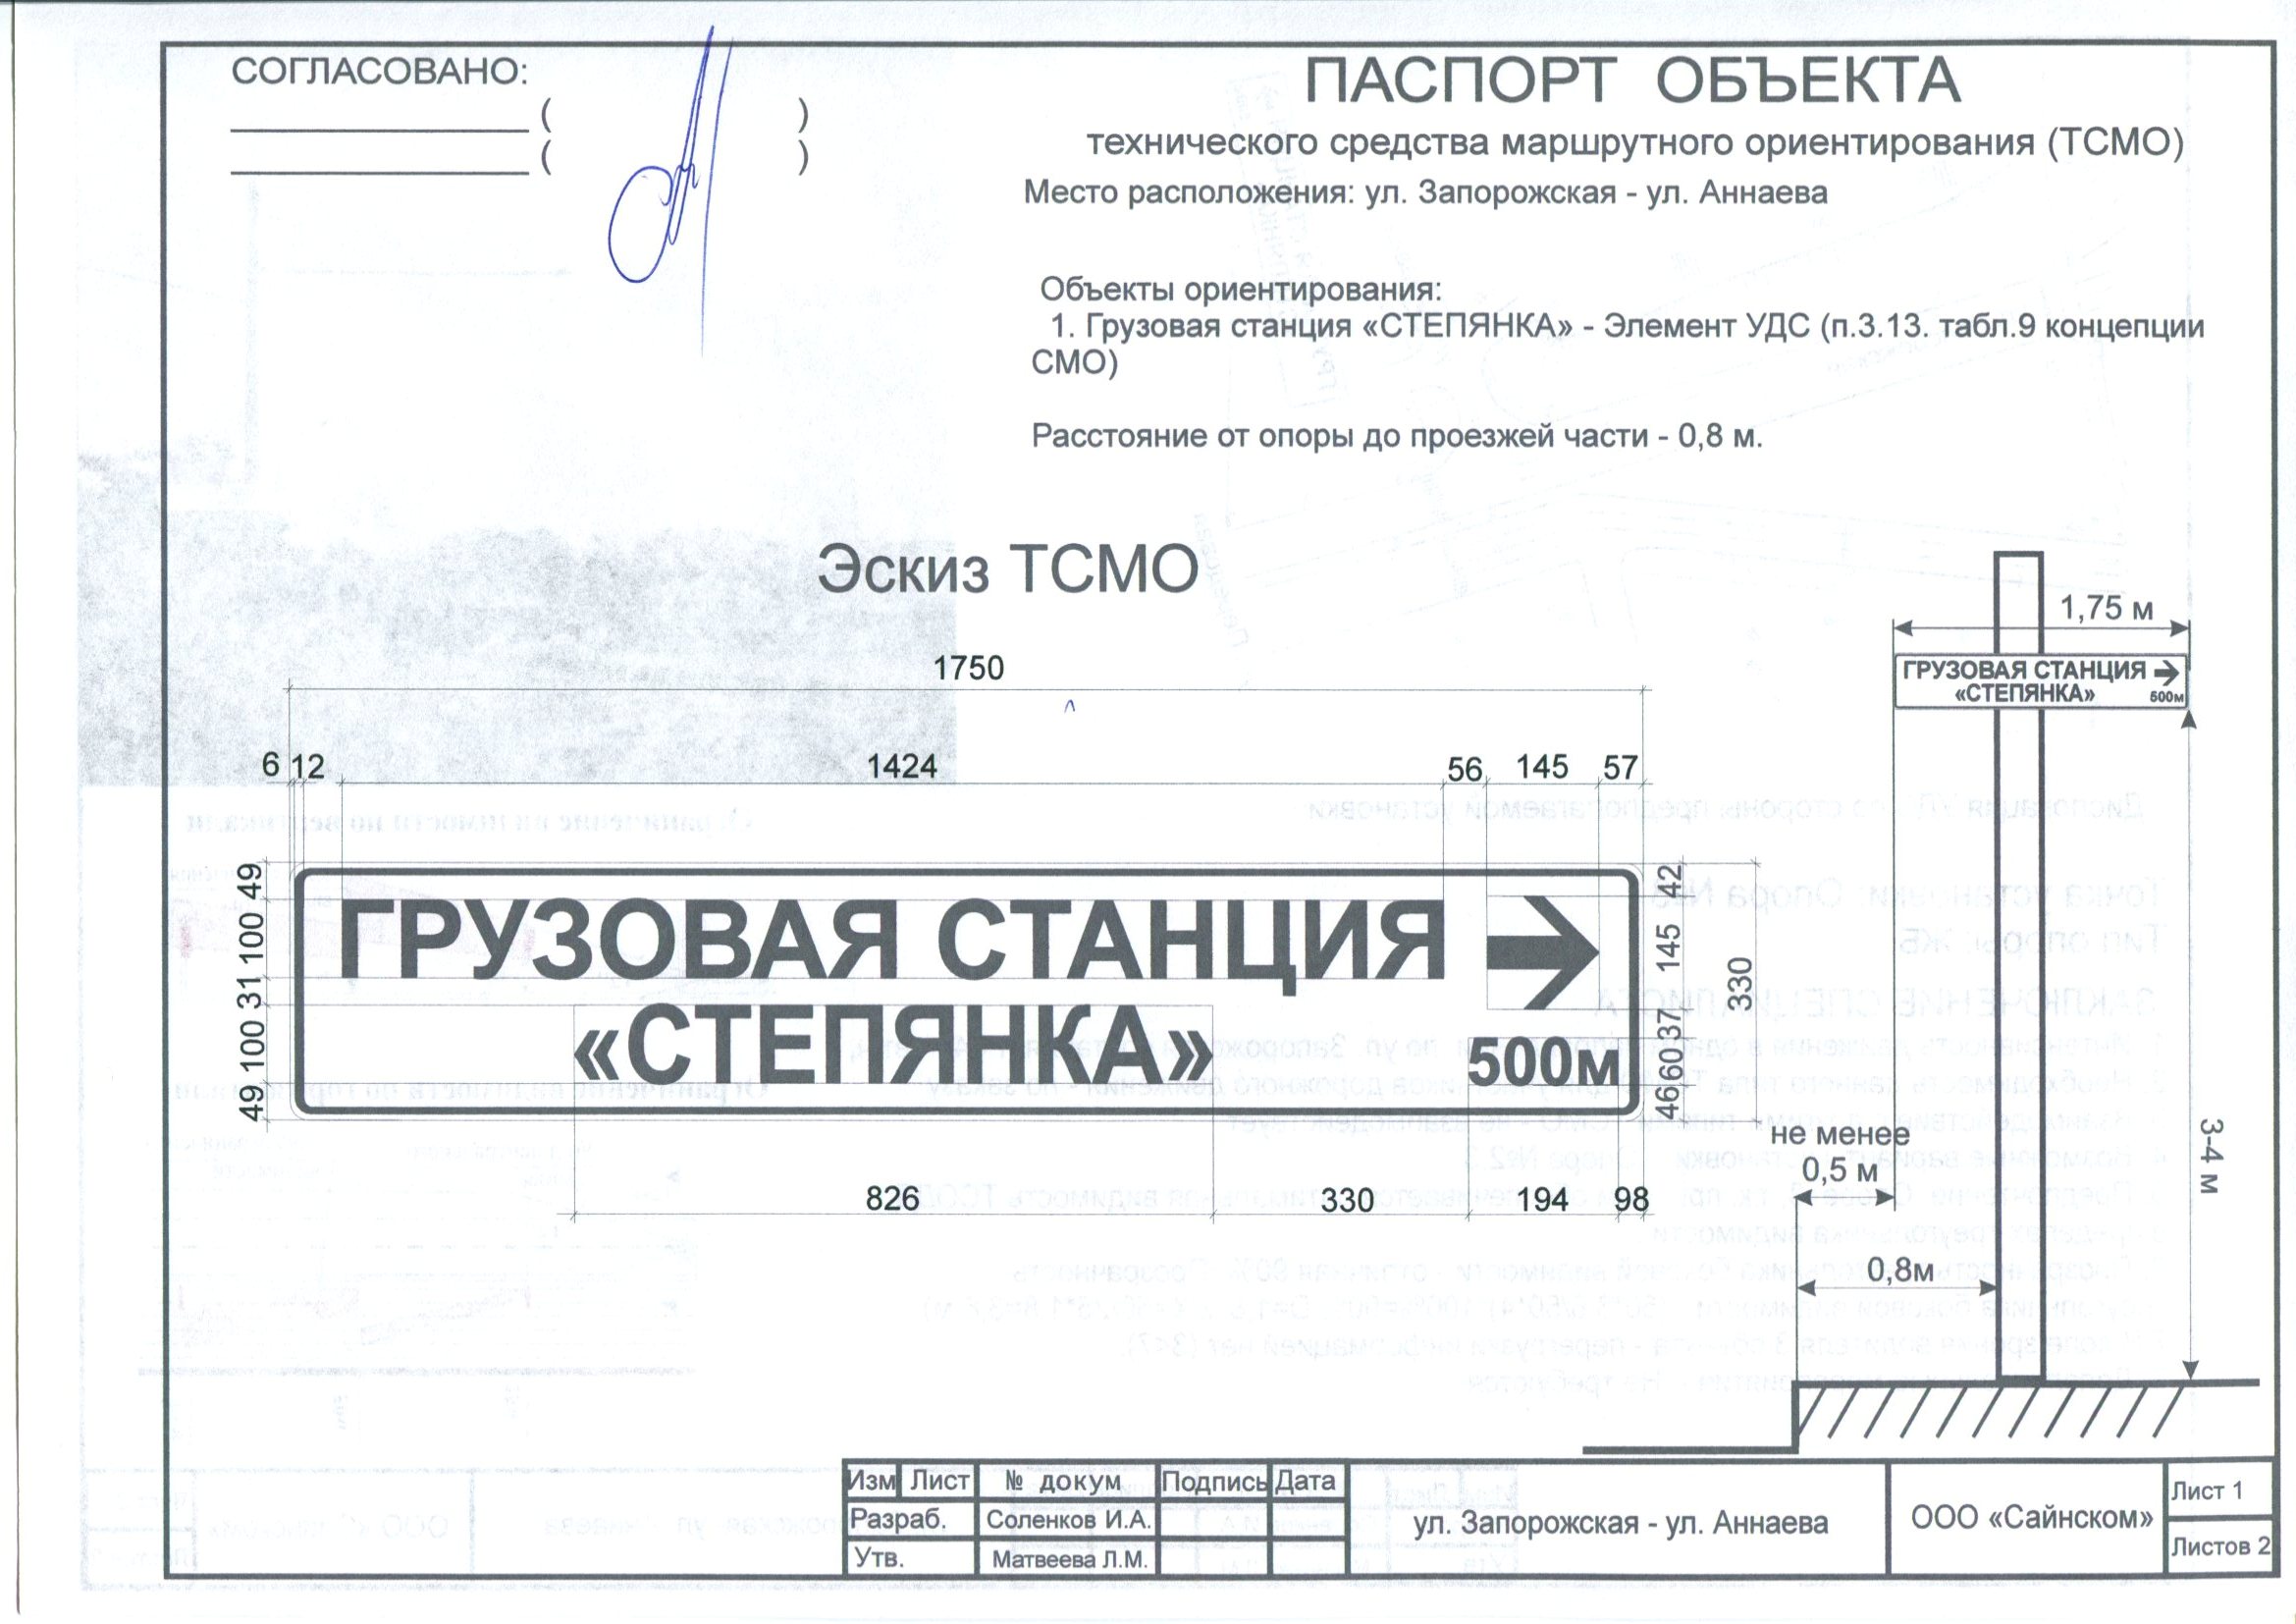 СОГЛАСОВАНО:
( )
( )
ПАСПОРТ ОБЪЕКТА
технического средства маршрутного ориентирования (ТСМО)
Место расположения: ул. Запорожская - ул. Аннаева
Объекты ориентирования:
1. Грузовая станция «СТЕПЯНКА» - Элемент УДС (п.3.13. табл.9 концепции
СМО)
Расстояние от опоры до проезжей части - 0,8 м.
Эскиз ТСМО
1750
6 12 1424 56 145 57
49 100 31 100 49
ГРУЗОВАЯ СТАНЦИЯ
«СТЕПЯНКА»
500м
42 145 37 60 46
330
826 330 194 98
1,75 м
ГРУЗОВАЯ СТАНЦИЯ
«СТЕПЯНКА» 500м
3-4 м
не менее
0,5 м
0,8м
Изм Лист № докум Подпись Дата
Разраб. Соленков И.А.
Утв. Матвеева Л.М.
ул. Запорожская - ул. Аннаева
ООО «Сайнском»
Лист 1
Листов 2